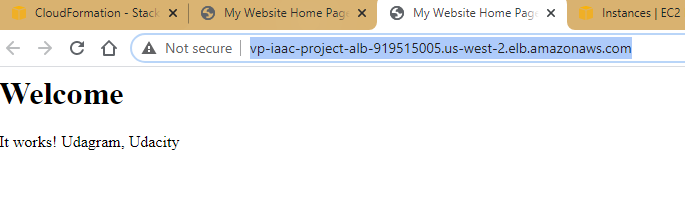 CloudFormation - Stack
My Website Home Page
My Website Home Page
Instances | EC2
Not secure
vp-iaac-project-alb-919515005.us-west-2.elb.amazonaws.com
Welcome
It works! Udagram, Udacity